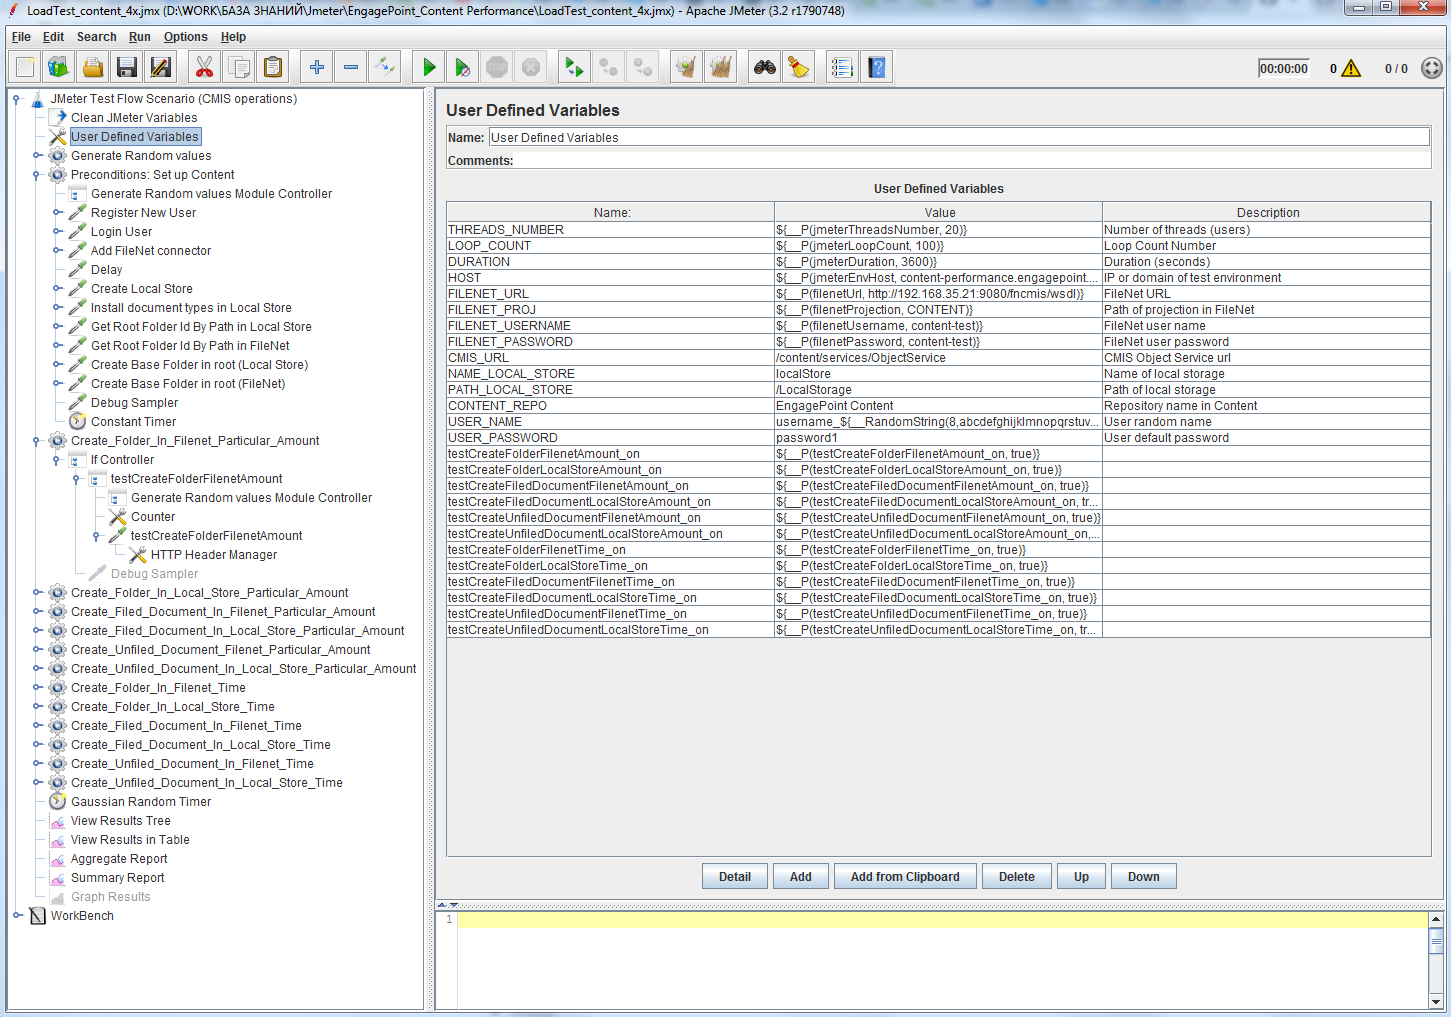 LoadTest_content_4x.jmx (D:\WORK\БАЗА ЗНАНИЙ\Jmeter\EngagePoint_Content Performance\LoadTest_content_4x.jmx) - Apache JMeter (3.2 r1790748)
File Edit Search Run Options Help
00:00:00 0 0 / 0
JMeter Test Flow Scenario (CMIS operations)
Clean JMeter Variables
User Defined Variables
Generate Random values
Preconditions: Set up Content
Generate Random values Module Controller
Register New User
Login User
Add FileNet connector
Delay
Create Local Store
Install document types in Local Store
Get Root Folder Id By Path in Local Store
Get Root Folder Id By Path in FileNet
Create Base Folder in root (Local Store)
Create Base Folder in root (FileNet)
Debug Sampler
Constant Timer
Create_Folder_In_Filenet_Particular_Amount
If Controller
testCreateFolderFilenetAmount
Generate Random values Module Controller
Counter
testCreateFolderFilenetAmount
HTTP Header Manager
Debug Sampler
Create_Folder_In_Local_Store_Particular_Amount
Create_Filed_Document_In_Filenet_Particular_Amount
Create_Filed_Document_In_Local_Store_Particular_Amount
Create_Unfiled_Document_Filenet_Particular_Amount
Create_Unfiled_Document_In_Local_Store_Particular_Amount
Create_Folder_In_Filenet_Time
Create_Folder_In_Local_Store_Time
Create_Filed_Document_In_Filenet_Time
Create_Filed_Document_In_Local_Store_Time
Create_Unfiled_Document_In_Filenet_Time
Create_Unfiled_Document_In_Local_Store_Time
Gaussian Random Timer
View Results Tree
View Results in Table
Aggregate Report
Summary Report
Graph Results
WorkBench
User Defined Variables
Name: User Defined Variables
Comments:
User Defined Variables
Name: Value Description
THREADS_NUMBER ${__P(jmeterThreadsNumber, 20)} Number of threads (users)
LOOP_COUNT ${__P(jmeterLoopCount, 100)} Loop Count Number
DURATION ${__P(jmeterDuration, 3600)} Duration (seconds)
HOST ${__P(jmeterEnvHost, content-performance.engagepoint.... IP or domain of test environment
FILENET_URL ${__P(filenetUrl, http://192.168.35.21:9080/fncmis/wsdl)} FileNet URL
FILENET_PROJ ${__P(filenetProjection, CONTENT)} Path of projection in FileNet
FILENET_USERNAME ${__P(filenetUsername, content-test)} FileNet user name
FILENET_PASSWORD ${__P(filenetPassword, content-test)} FileNet user password
CMIS_URL /content/services/ObjectService CMIS Object Service url
NAME_LOCAL_STORE localStore Name of local storage
PATH_LOCAL_STORE /LocalStorage Path of local storage
CONTENT_REPO EngagePoint Content Repository name in Content
USER_NAME username_${__RandomString(8,abcdefghijklmnopqrstuv... User random name
USER_PASSWORD password1 User default password
testCreateFolderFilenetAmount_on ${__P(testCreateFolderFilenetAmount_on, true)}
testCreateFolderLocalStoreAmount_on ${__P(testCreateFolderLocalStoreAmount_on, true)}
testCreateFiledDocumentFilenetAmount_on ${__P(testCreateFiledDocumentFilenetAmount_on, true)}
testCreateFiledDocumentLocalStoreAmount_on ${__P(testCreateFiledDocumentLocalStoreAmount_on, tr...
testCreateUnfiledDocumentFilenetAmount_on ${__P(testCreateUnfiledDocumentFilenetAmount_on, true)}
testCreateUnfiledDocumentLocalStoreAmount_on ${__P(testCreateUnfiledDocumentLocalStoreAmount_on,...
testCreateFolderFilenetTime_on ${__P(testCreateFolderFilenetTime_on, true)}
testCreateFolderLocalStoreTime_on ${__P(testCreateFolderLocalStoreTime_on, true)}
testCreateFiledDocumentFilenetTime_on ${__P(testCreateFiledDocumentFilenetTime_on, true)}
testCreateFiledDocumentLocalStoreTime_on ${__P(testCreateFiledDocumentLocalStoreTime_on, true)}
testCreateUnfiledDocumentFilenetTime_on ${__P(testCreateUnfiledDocumentFilenetTime_on, true)}
testCreateUnfiledDocumentLocalStoreTime_on ${__P(testCreateUnfiledDocumentLocalStoreTime_on, tr...
Detail Add Add from Clipboard Delete Up Down
1